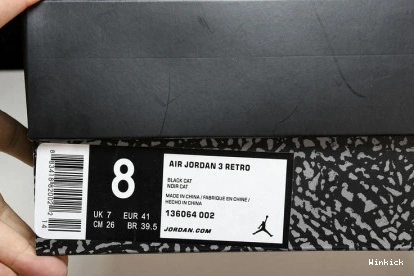 8
UK 7 EUR 41
CM 26 BR 39.5
AIR JORDAN 3 RETRO
BLACK CAT
NOIR CAT
MADE IN CHINA / FABRIQUE EN CHINE /
HECHO EN CHINA
136064 002
JORDAN.COM
Winkick